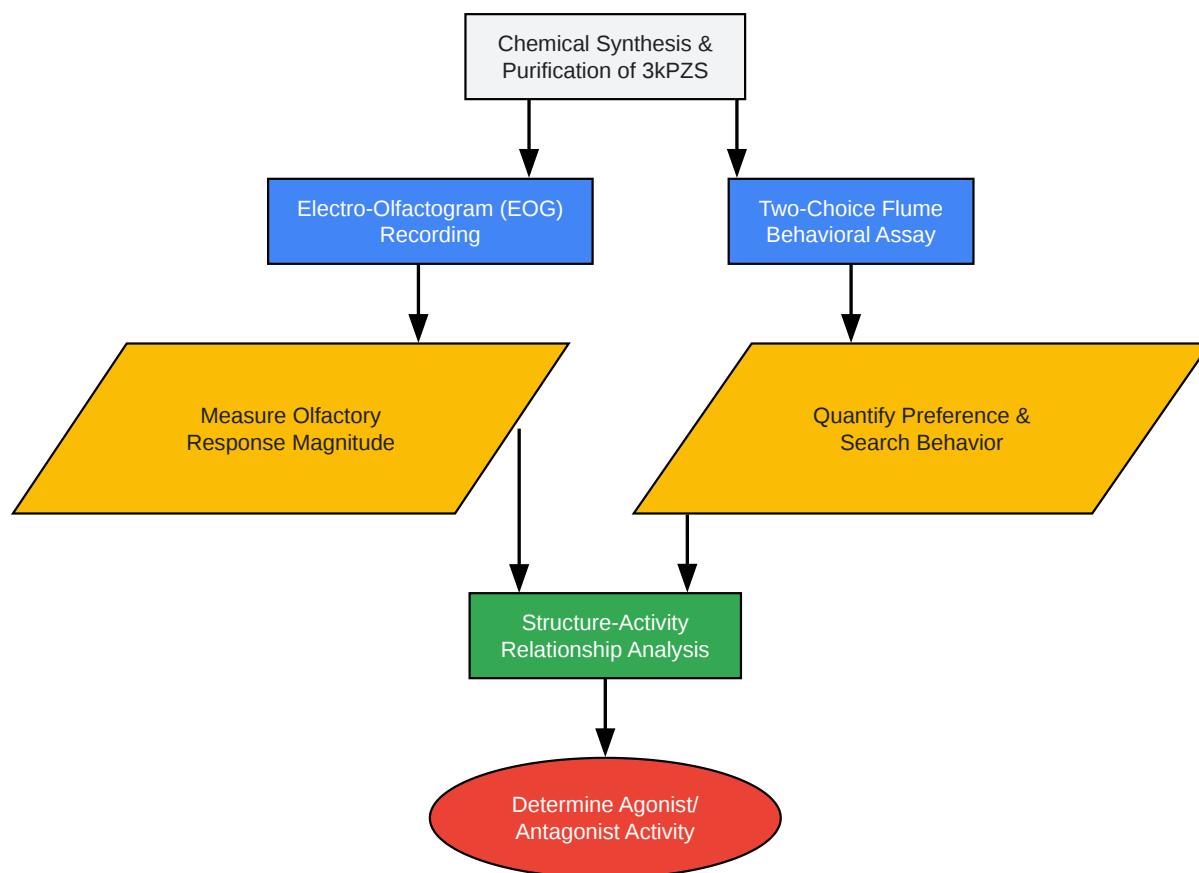 Chemical Synthesis &
Purification of 3kPZS
Electro-Olfactogram (EOG)
Recording
Two-Choice Flume
Behavioral Assay
Measure Olfactory
Response Magnitude
Quantify Preference &
Search Behavior
Structure-Activity
Relationship Analysis
Determine Agonist/
Antagonist Activity